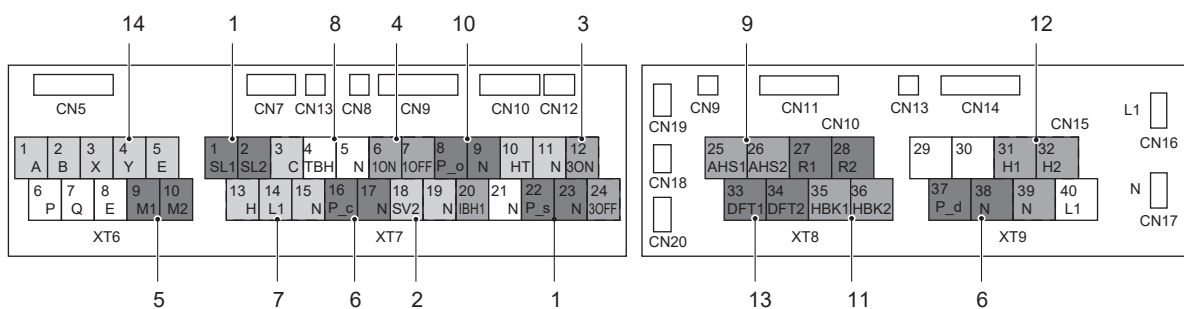 14 1 8 4 10 3 9 12
CN5 CN7 CN13 CN8 CN9 CN10 CN12
CN19 CN9 CN11 CN13 CN14 L1 CN16
CN10 CN15
1 2 3 4 5 1 2 3 4 5 6 7 8 9 10 11 12
A B X Y E SL1 SL2 C TBH N 1ON 1OFF P_o N HT N 3ON
CN18 25 26 27 28 29 30 31 32
AHS1 AHS2 R1 R2 H1 H2
6 7 8 9 10 13 14 15 16 17 18 19 20 21 22 23 24
P Q E M1 M2 H L1 N P_c N SV2 N IBH1 N P_s N 3OFF
33 34 35 36 37 38 39 40 N CN17
DFT1 DFT2 HBK1 HBK2 P_d N N L1
XT6 XT7 CN20 XT8 XT9
5 7 6 2 1 13 11 6